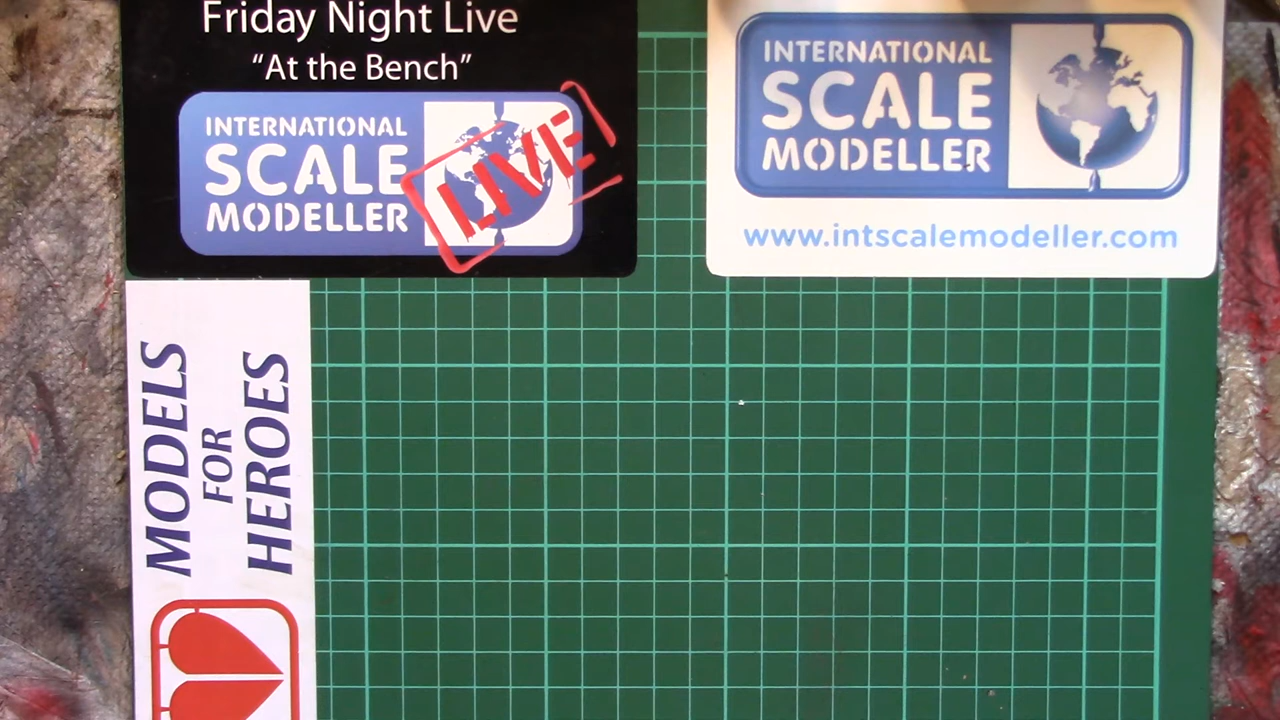 Friday Night Live
“At the Bench”
INTERNATIONAL
SCALE
MODELLER
LIVE
INTERNATIONAL
SCALE
MODELLER
www.intscalemodeller.com
MODELS
FOR
HEROES